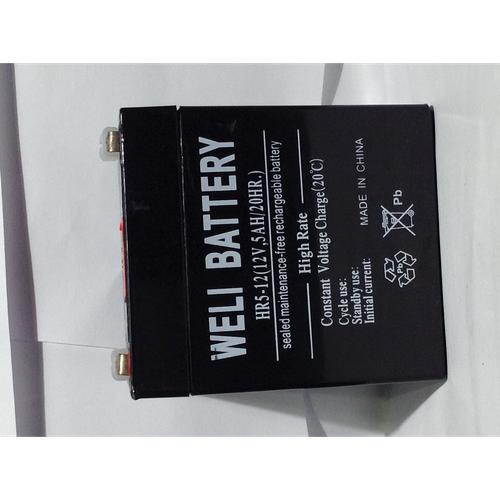 WELI BATTERY
HR5-12(12V,5AH/20HR.)
sealed maintenance-free rechargeable battery
High Rate
Constant Voltage Charge(20℃)
Cycle use:
Standby use:
Initial current:
MADE IN CHINA
Pb
Pb